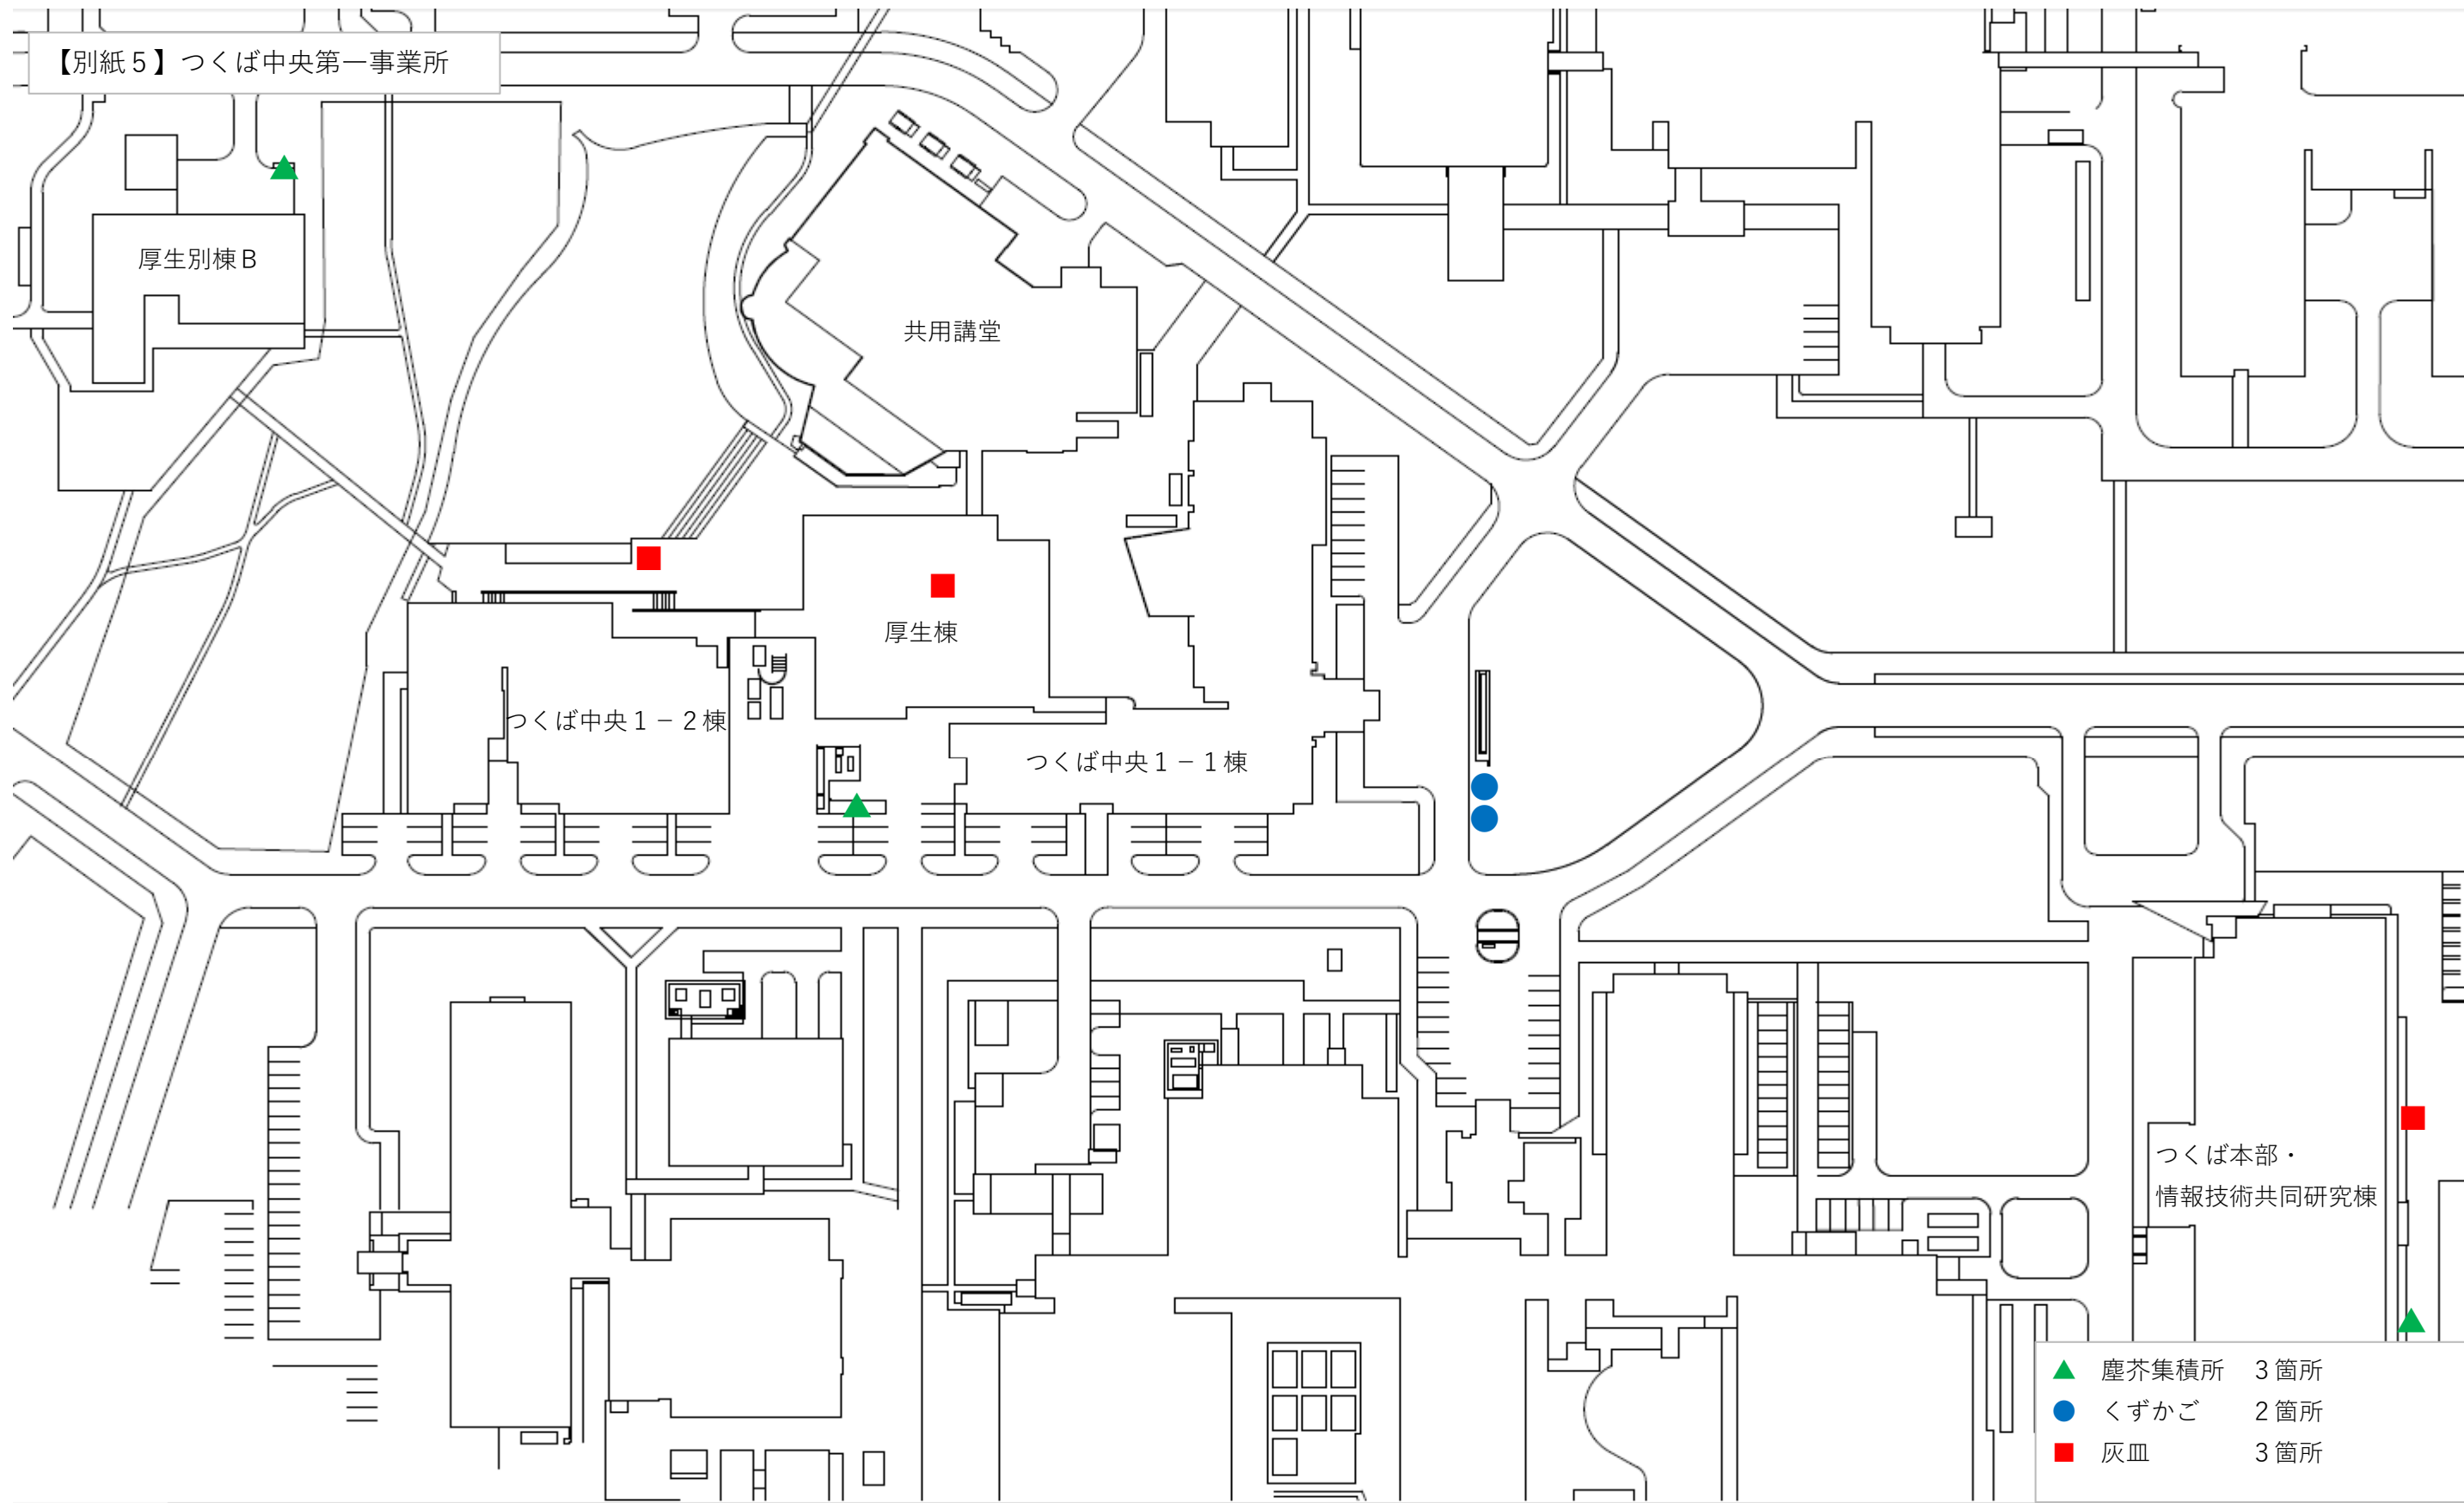 【別紙５】つくば中央第一事業所
厚生別棟Ｂ
共用講堂
厚生棟
つくば中央１－２棟
つくば中央１－１棟
つくば本部・
情報技術共同研究棟
塵芥集積所　３箇所
くずかご　２箇所
灰皿　３箇所